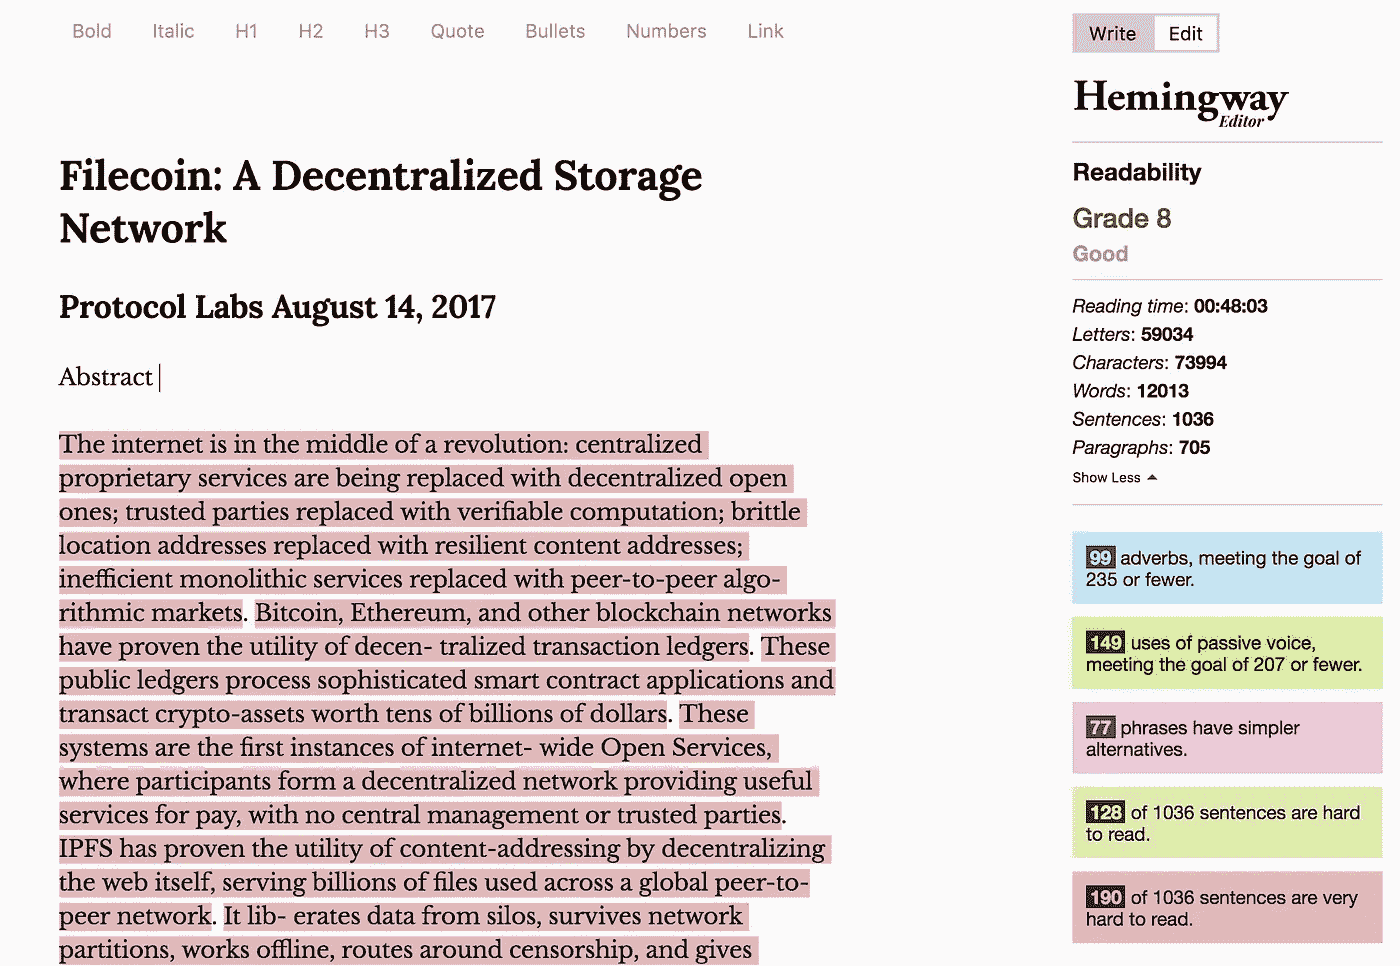 Bold Italic H1 H2 H3 Quote Bullets Numbers Link
Filecoin: A Decentralized Storage
Network
Protocol Labs August 14, 2017
Abstract
The internet is in the middle of a revolution: centralized
proprietary services are being replaced with decentralized open
ones; trusted parties replaced with verifiable computation; brittle
location addresses replaced with resilient content addresses;
inefficient monolithic services replaced with peer-to-peer algo-
rithmic markets. Bitcoin, Ethereum, and other blockchain networks
have proven the utility of decen- tralized transaction ledgers. These
public ledgers process sophisticated smart contract applications and
transact crypto-assets worth tens of billions of dollars. These
systems are the first instances of internet- wide Open Services,
where participants form a decentralized network providing useful
services for pay, with no central management or trusted parties.
IPFS has proven the utility of content-addressing by decentralizing
the web itself, serving billions of files used across a global peer-to-
peer network. It lib- erates data from silos, survives network
partitions, works offline, routes around censorship, and gives
Write Edit
Hemingway
Editor
Readability
Grade 8
Good
Reading time: 00:48:03
Letters: 59034
Characters: 73994
Words: 12013
Sentences: 1036
Paragraphs: 705
Show Less
99 adverbs, meeting the goal of
235 or fewer.
149 uses of passive voice,
meeting the goal of 207 or fewer.
77 phrases have simpler
alternatives.
128 of 1036 sentences are hard
to read.
190 of 1036 sentences are very
hard to read.